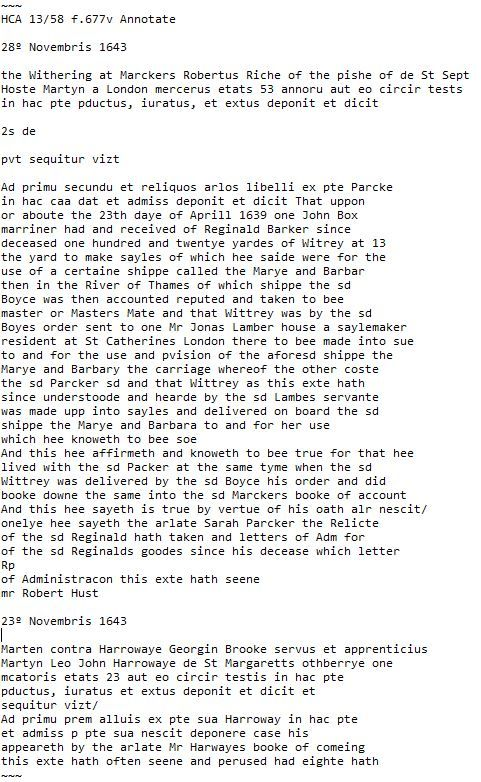 ~~~
HCA 13/58 f.677v Annotate
28º Novembris 1643
the Withering at Marckers Robertus Riche of the pishe of de St Sept
Hoste Martyn a London mercerus etats 53 annoru aut eo circir tests
in hac pte pductus, iuratus, et extus deponit et dicit
2s de
pvt sequitur vizt
Ad primu secundu et reliquos arlos libelli ex pte Parcke
in hac caa dat et admiss deponit et dicit That uppon
or aboute the 23th daye of Aprill 1639 one John Box
marriner had and received of Reginald Barker since
deceased one hundred and twentye yardes of Witrey at 13
the yard to make sayles of which hee saide were for the
use of a certaine shippe called the Marye and Barbar
then in the River of Thames of which shippe the sd
Boyce was then accounted reputed and taken to bee
master or Masters Mate and that Wittrey was by the sd
Boyes order sent to one Mr Jonas Lamber house a saylemaker
resident at St Catherines London there to bee made into sue
to and for the use and pvision of the aforesd shippe the
Marye and Barbary the carriage whereof the other coste
the sd Parcker sd and that Wittrey as this exte hath
since understoode and hearde by the sd Lambes servante
was made upp into sayles and delivered on board the sd
shippe the Marye and Barbara to and for her use
which hee knoweth to bee soe
And this hee affirmeth and knoweth to bee true for that hee
lived with the sd Packer at the same tyme when the sd
Wittrey was delivered by the sd Boyce his order and did
booke downe the same into the sd Marckers booke of account
And this hee sayeth is true by vertue of his oath alr nescit/
onelye hee sayeth the arlate Sarah Parcker the Relicte
of the sd Reginald hath taken and letters of Adm for
of the sd Reginalds goodes since his decease which letter
Rp
of Administracon this exte hath seene
mr Robert Hust
23º Novembris 1643
Marten contra Harrowaye Georgin Brooke servus et apprenticius
Martyn Leo John Harrowaye de St Margaretts othberrye one
mcatoris etats 23 aut eo circir testis in hac pte
pductus, iuratus et extus deponit et dicit et
sequitur vizt/
Ad primu prem alluis ex pte sua Harroway in hac pte
et admiss p pte sua nescit deponere case his
appeareth by the arlate Mr Harwayes booke of comeing
this exte hath often seene and perused had eighte hath
~~~